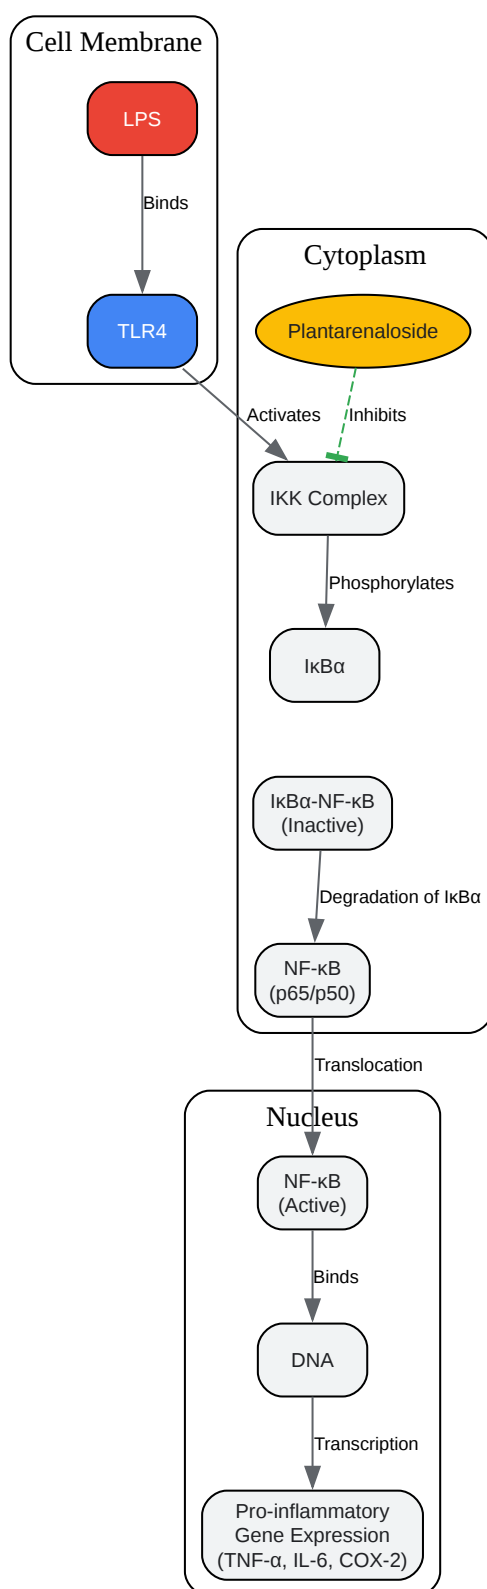 Cell Membrane
LPS
Binds
TLR4
Cytoplasm
Plantarenaloside
Activates
Inhibits
IKK Complex
Phosphorylates
IκBα
IκBα-NF-κB
(Inactive)
Degradation of IκBα
NF-κB
(p65/p50)
Translocation
Nucleus
NF-κB
(Active)
Binds
DNA
Transcription
Pro-inflammatory
Gene Expression
(TNF-α, IL-6, COX-2)